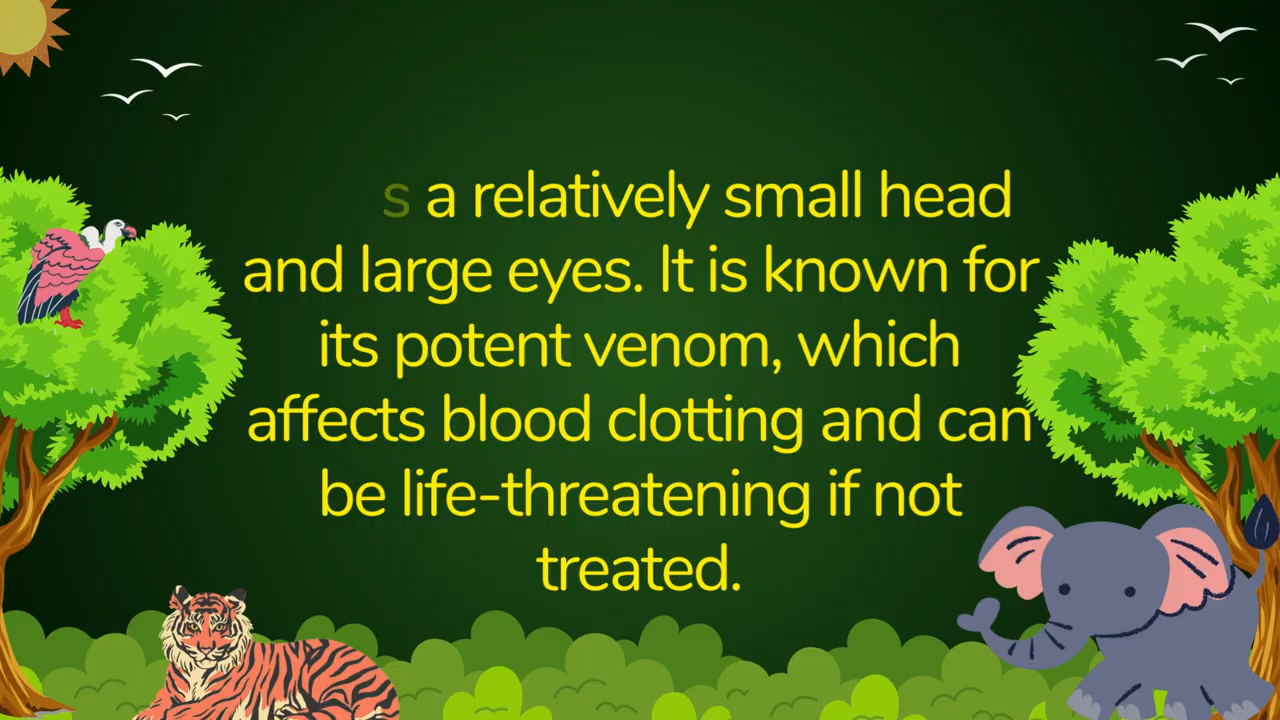 s a relatively small head
and large eyes. It is known for
its potent venom, which
affects blood clotting and can
be life-threatening if not
treated.